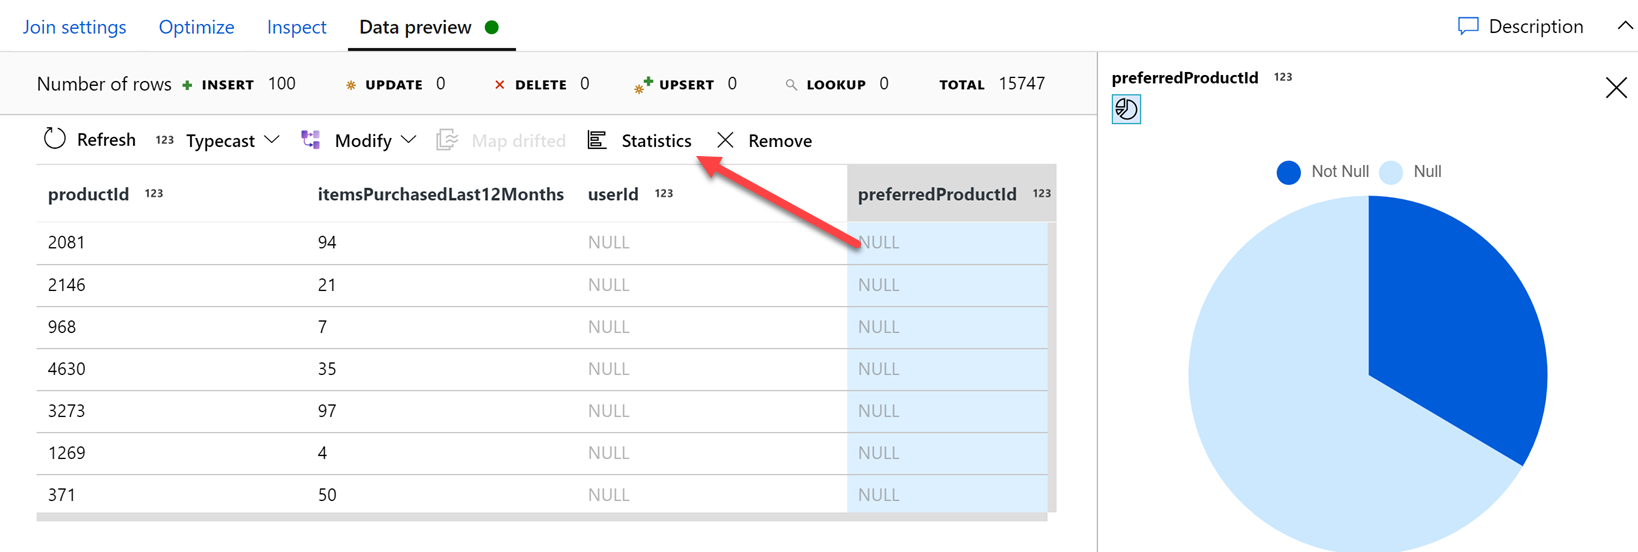 Join settings Optimize Inspect Data preview Description
Number of rows INSERT 100 UPDATE 0 DELETE 0 UPSERT 0 LOOKUP 0 TOTAL 15747
preferredProductId 123
Refresh 123 Typecast Modify Map drifted Statistics Remove
Not Null Null
productId 123 itemsPurchasedLast12Months userId 123 preferredProductId 123
2081 94 NULL NULL
2146 21 NULL NULL
968 7 NULL NULL
4630 35 NULL NULL
3273 97 NULL NULL
1269 4 NULL NULL
371 50 NULL NULL